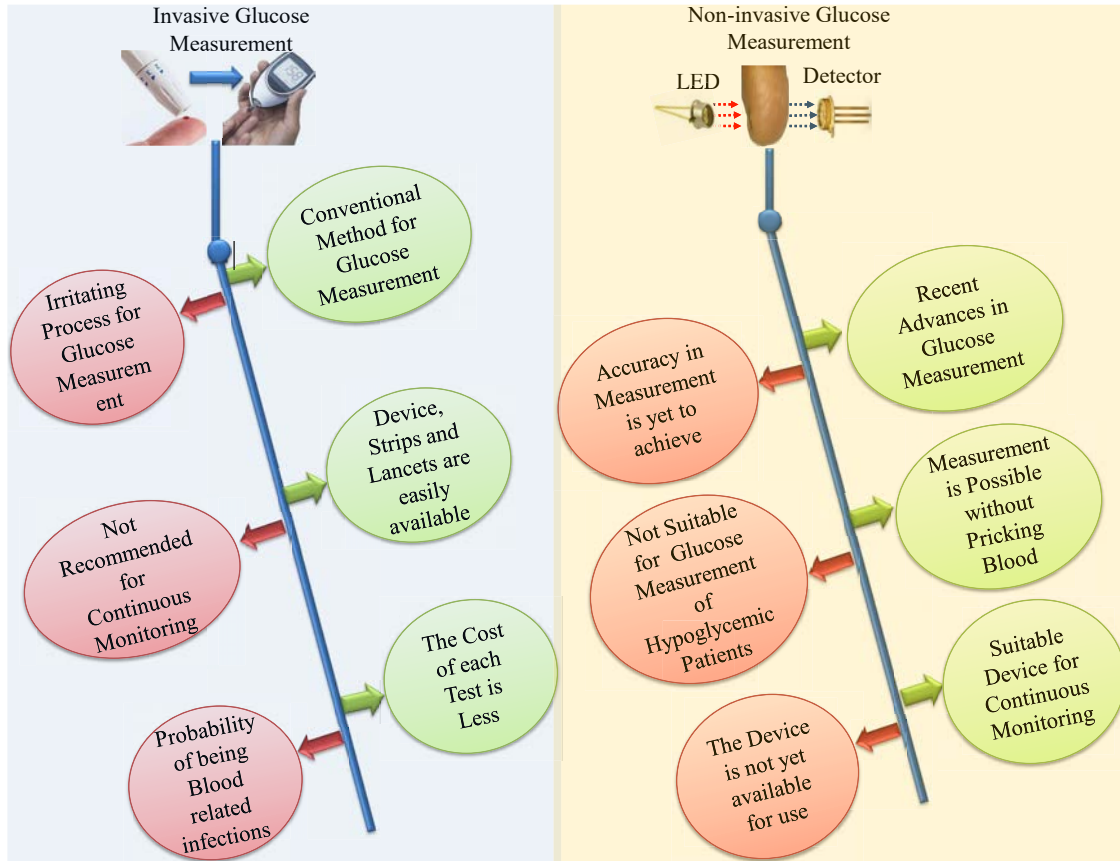 Invasive Glucose
Measurement
Conventional
Method for
Glucose
Measurement
Irritating
Process for
Glucose
Measurem
ent
Device,
Strips and
Lancets are
easily
available
Not
Recommended
for
Continuous
Monitoring
The Cost
of each
Test is
Less
Probability
of being
Blood
related
infections
Non-invasive Glucose
Measurement
LED
Detector
Recent
Advances in
Glucose
Measurement
Accuracy in
Measurement
is yet to
achieve
Measurement
is Possible
without
Pricking
Blood
Not Suitable
for Glucose
Measurement
of
Hypoglycemic
Patients
Suitable
Device for
Continuous
Monitoring
The Device
is not yet
available
for use